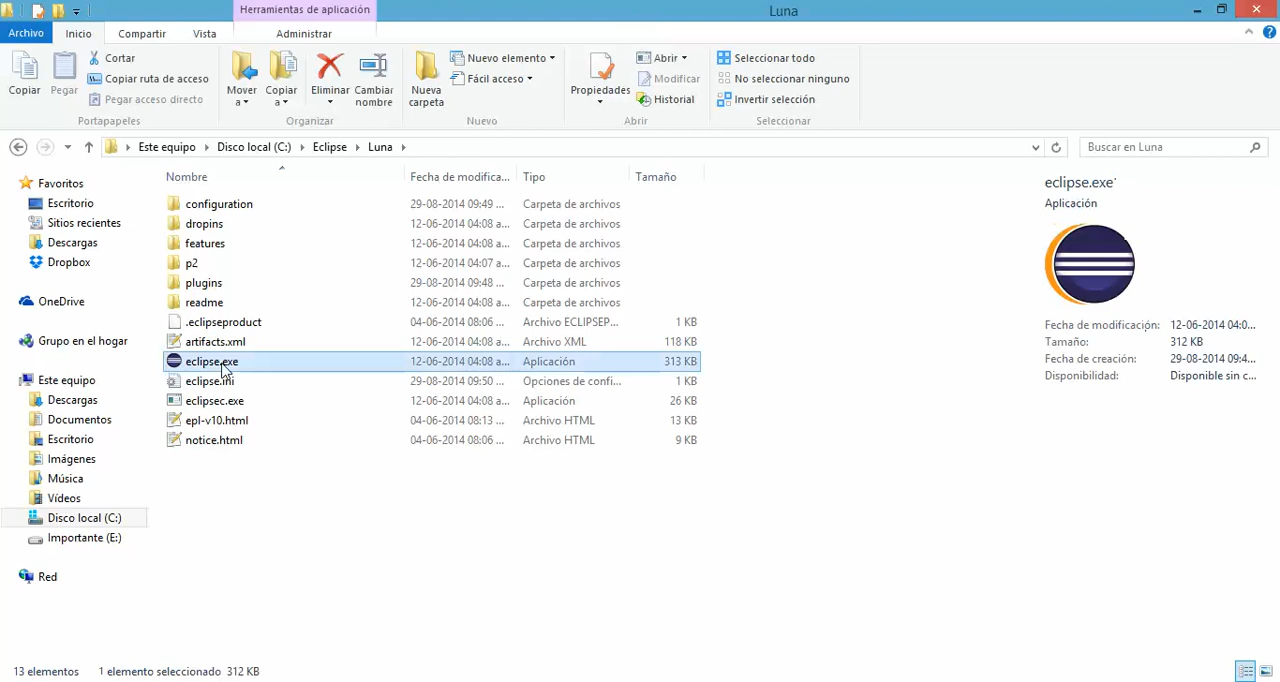 Herramientas de aplicación
Luna
Archivo Inicio Compartir Vista Administrar
Copiar
Pegar
Cortar
Copiar ruta de acceso
Pegar acceso directo
Portapapeles
Mover a
Copiar a
Eliminar
Cambiar nombre
Organizar
Nueva carpeta
Nuevo elemento
Fácil acceso
Nuevo
Propiedades
Abrir
Modificar
Historial
Abrir
Seleccionar todo
No seleccionar ninguno
Invertir selección
Seleccionar
Este equipo Disco local (C:) Eclipse Luna
Buscar en Luna
Favoritos
Escritorio
Sitios recientes
Descargas
Dropbox
OneDrive
Grupo en el hogar
Este equipo
Descargas
Documentos
Escritorio
Imágenes
Música
Vídeos
Disco local (C:)
Importante (E:)
Red
Nombre Fecha de modifica... Tipo Tamaño
configuration 29-08-2014 09:49 ... Carpeta de archivos
dropins 12-06-2014 04:08 a... Carpeta de archivos
features 12-06-2014 04:08 a... Carpeta de archivos
p2 12-06-2014 04:07 a... Carpeta de archivos
plugins 29-08-2014 09:48 ... Carpeta de archivos
readme 12-06-2014 04:08 a... Carpeta de archivos
.eclipseproduct 04-06-2014 08:06 ... Archivo ECLIPSEP... 1 KB
artifacts.xml 12-06-2014 04:08 a... Archivo XML 118 KB
eclipse.exe 12-06-2014 04:08 a... Aplicación 313 KB
eclipse.ini 29-08-2014 09:50 ... Opciones de confi... 1 KB
eclipsec.exe 12-06-2014 04:08 a... Aplicación 26 KB
epl-v10.html 04-06-2014 08:13 ... Archivo HTML 13 KB
notice.html 04-06-2014 08:06 ... Archivo HTML 9 KB
eclipse.exe
Aplicación
Fecha de modificación: 12-06-2014 04:0...
Tamaño: 312 KB
Fecha de creación: 29-08-2014 09:4...
Disponibilidad: Disponible sin c...
13 elementos 1 elemento seleccionado 312 KB